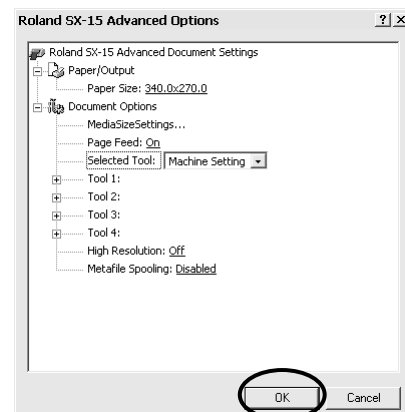 Roland SX-15 Advanced Options
Roland SX-15 Advanced Document Settings
Paper/Output
Paper Size: 340.0x270.0
Document Options
MediaSizeSettings...
Page Feed: On
Selected Tool: Machine Setting
Tool 1:
Tool 2:
Tool 3:
Tool 4:
High Resolution: Off
Metafile Spooling: Disabled
OK Cancel